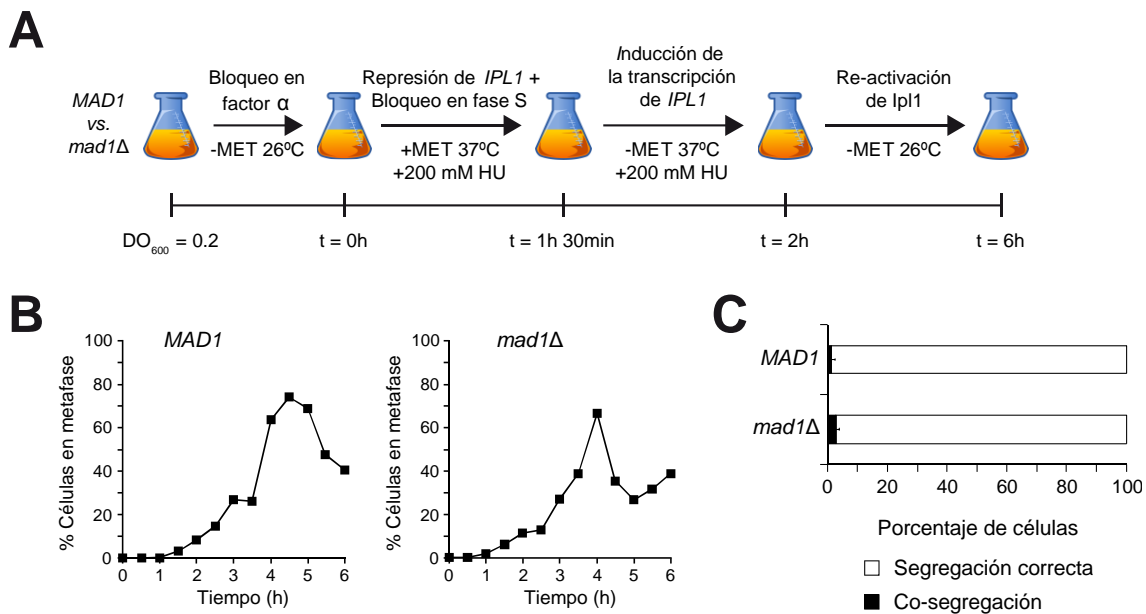 A
MAD1
vs.
mad1Δ
Bloqueo en
factor α
-MET 26ºC
Represión de IPL1 +
Bloqueo en fase S
+MET 37ºC
+200 mM HU
Inducción de
la transcripción
de IPL1
-MET 37ºC
+200 mM HU
Re-activación
de Ipl1
-MET 26ºC
DO600 = 0.2
t = 0h
t = 1h 30min
t = 2h
t = 6h
B
MAD1
% Células en metafase
100
80
60
40
20
0
0 1 2 3 4 5 6
Tiempo (h)
mad1Δ
% Células en metafase
100
80
60
40
20
0
0 1 2 3 4 5 6
Tiempo (h)
C
MAD1
mad1Δ
0 20 40 60 80 100
Porcentaje de células
Segregación correcta
Co-segregación